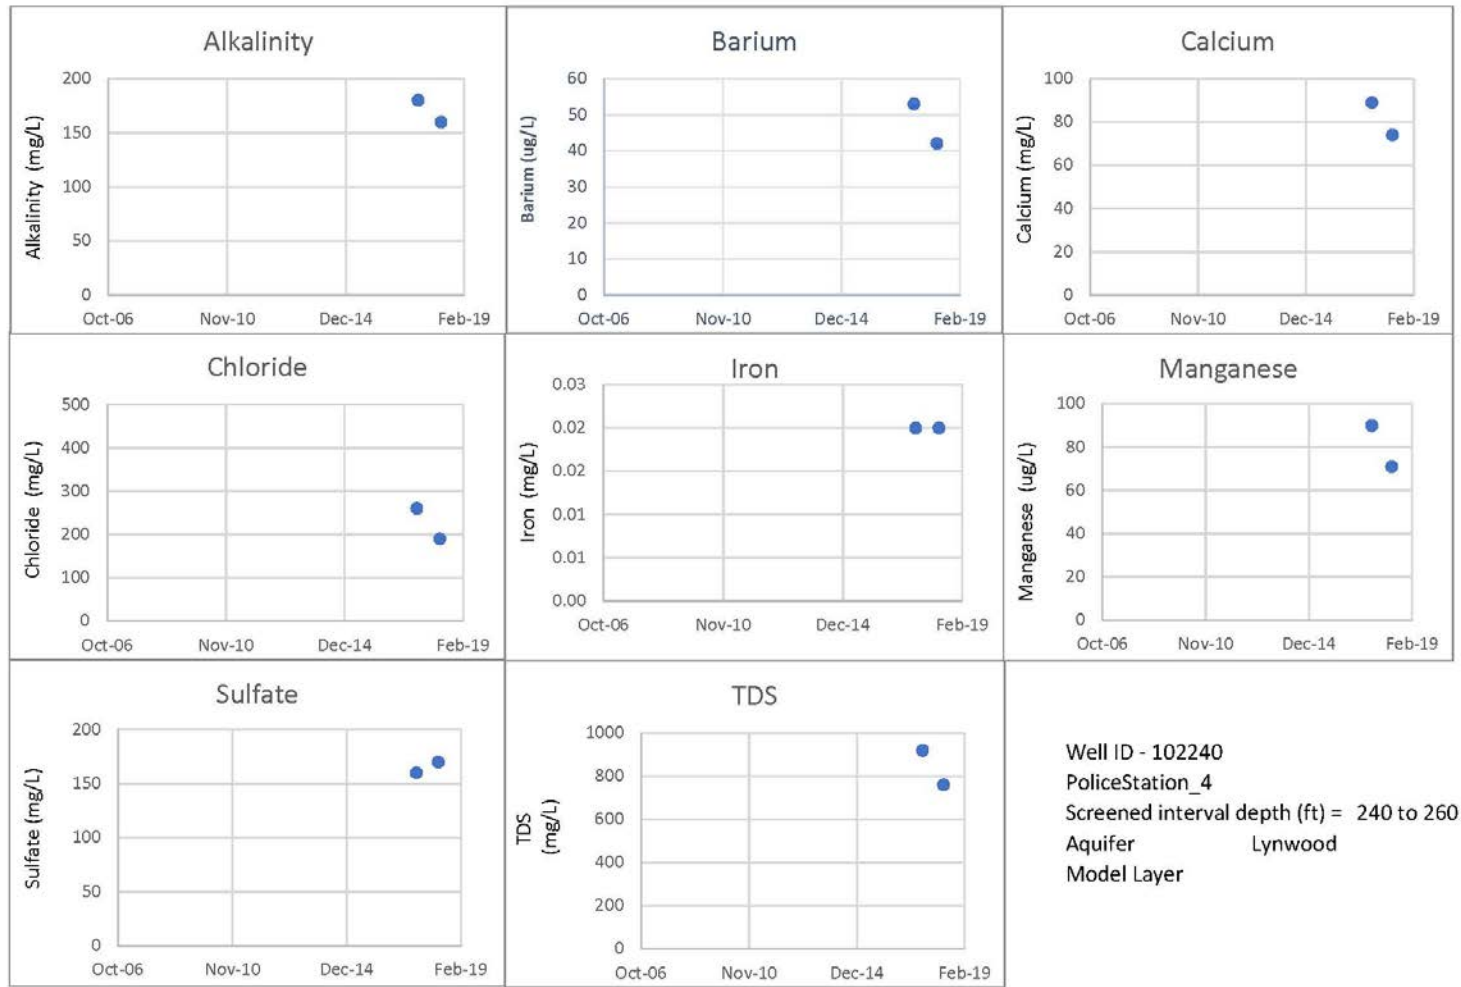 Alkalinity
Alkalinity (mg/L)
200
150
100
50
0
Oct-06 Nov-10 Dec-14 Feb-19
Barium
Barium (ug/L)
60
50
40
30
20
10
0
Oct-06 Nov-10 Dec-14 Feb-19
Calcium
Calcium (mg/L)
100
80
60
40
20
0
Oct-06 Nov-10 Dec-14 Feb-19
Chloride
Chloride (mg/L)
500
400
300
200
100
0
Oct-06 Nov-10 Dec-14 Feb-19
Iron
Iron (mg/L)
0.03
0.02
0.02
0.01
0.01
0.00
Oct-06 Nov-10 Dec-14 Feb-19
Manganese
Manganese (ug/L)
100
80
60
40
20
0
Oct-06 Nov-10 Dec-14 Feb-19
Sulfate
Sulfate (mg/L)
200
150
100
50
0
Oct-06 Nov-10 Dec-14 Feb-19
TDS
TDS
(mg/L)
1000
800
600
400
200
0
Oct-06 Nov-10 Dec-14 Feb-19
Well ID - 102240
PoliceStation_4
Screened interval depth (ft) = 240 to 260
Aquifer Lynwood
Model Layer